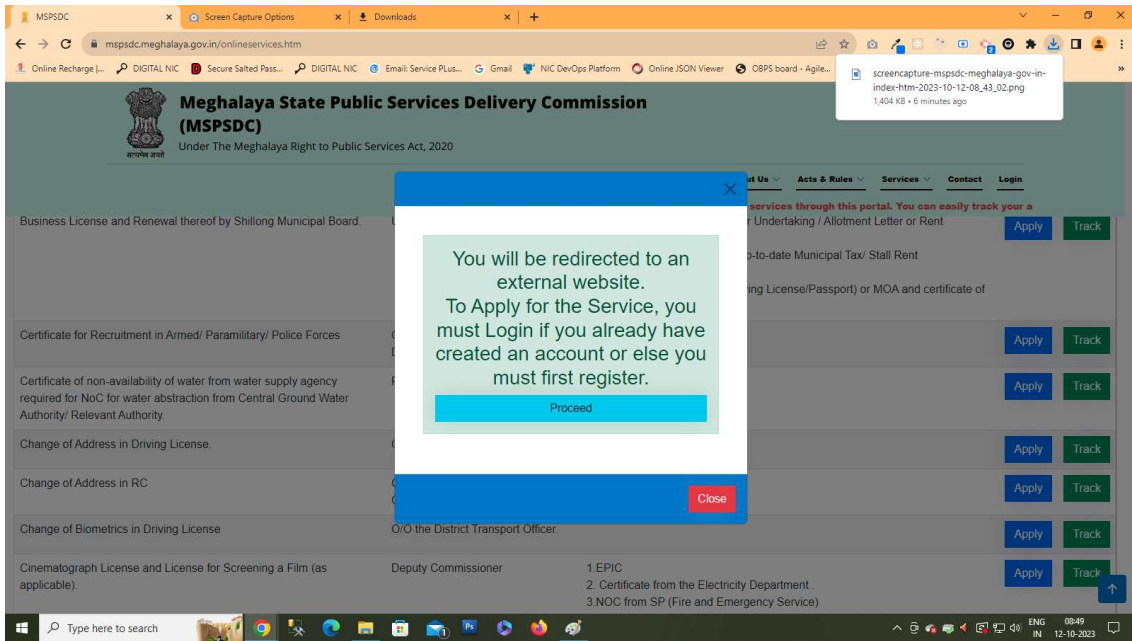 MSPSDC
Screen Capture Options
Downloads
mspsdc.meghalaya.gov.in/onlineservices.htm
Online Recharge |...
DIGITAL NIC
Secure Salted Pass...
DIGITAL NIC
Email: Service PLus...
Gmail
NIC DevOps Platform
Online JSON Viewer
OBPS board - Agile...
»
screencapture-mspsdc-meghalaya-gov-in-
index-htm-2023-10-12-08_43_02.png
1,404 KB • 6 minutes ago
Meghalaya State Public Services Delivery Commission
(MSPSDC)
Under The Meghalaya Right to Public Services Act, 2020
सत्यमेव जयते
ut Us
Acts & Rules
Services
Contact
Login
services through this portal. You can easily track your a
Business License and Renewal thereof by Shillong Municipal Board.
r Undertaking / Allotment Letter or Rent
Apply
Track
p-to-date Municipal Tax/ Stall Rent
ing License/Passport) or MOA and certificate of
You will be redirected to an
external website.
To Apply for the Service, you
must Login if you already have
created an account or else you
must first register.
Proceed
Close
Certificate for Recruitment in Armed/ Paramilitary/ Police Forces
Apply
Track
Certificate of non-availability of water from water supply agency
required for NoC for water abstraction from Central Ground Water
Authority/ Relevant Authority.
Apply
Track
Change of Address in Driving License.
Apply
Track
Change of Address in RC
Apply
Track
Change of Biometrics in Driving License
O/O the District Transport Officer.
Apply
Track
Cinematograph License and License for Screening a Film (as
applicable).
Deputy Commissioner
1.EPIC
2. Certificate from the Electricity Department .
3.NOC from SP (Fire and Emergency Service)
Apply
Track
Type here to search
ENG
IN
08:49
12-10-2023